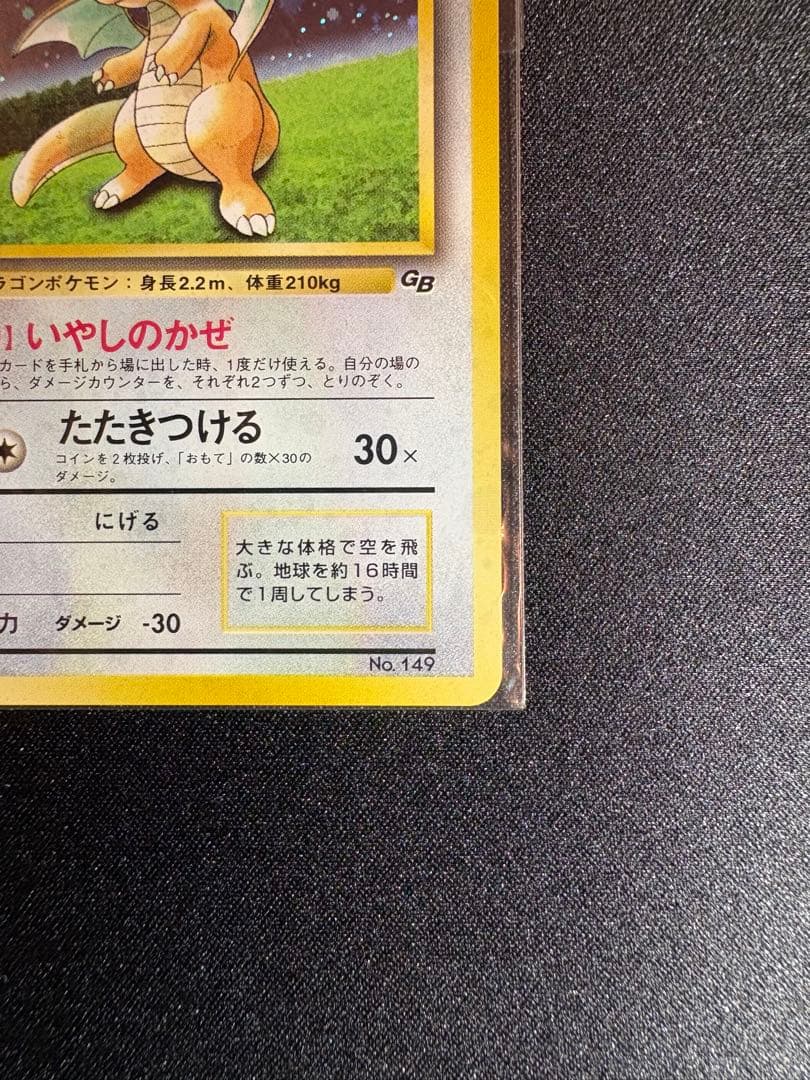 ラゴンポケモン：身長2.2m、体重210kg
GB
】いやしのかぜ
カードを手札から場に出した時、1度だけ使える。自分の場の
ら、ダメージカウンターを、それぞれ2つずつ、とりのぞく。
たたきつける
30×
コインを2枚投げ、「おもて」の数×30の
ダメージ。
にげる
大きな体格で空を飛
ぶ。地球を約16時間
で1周してしまう。
力 ダメージ -30
No. 149